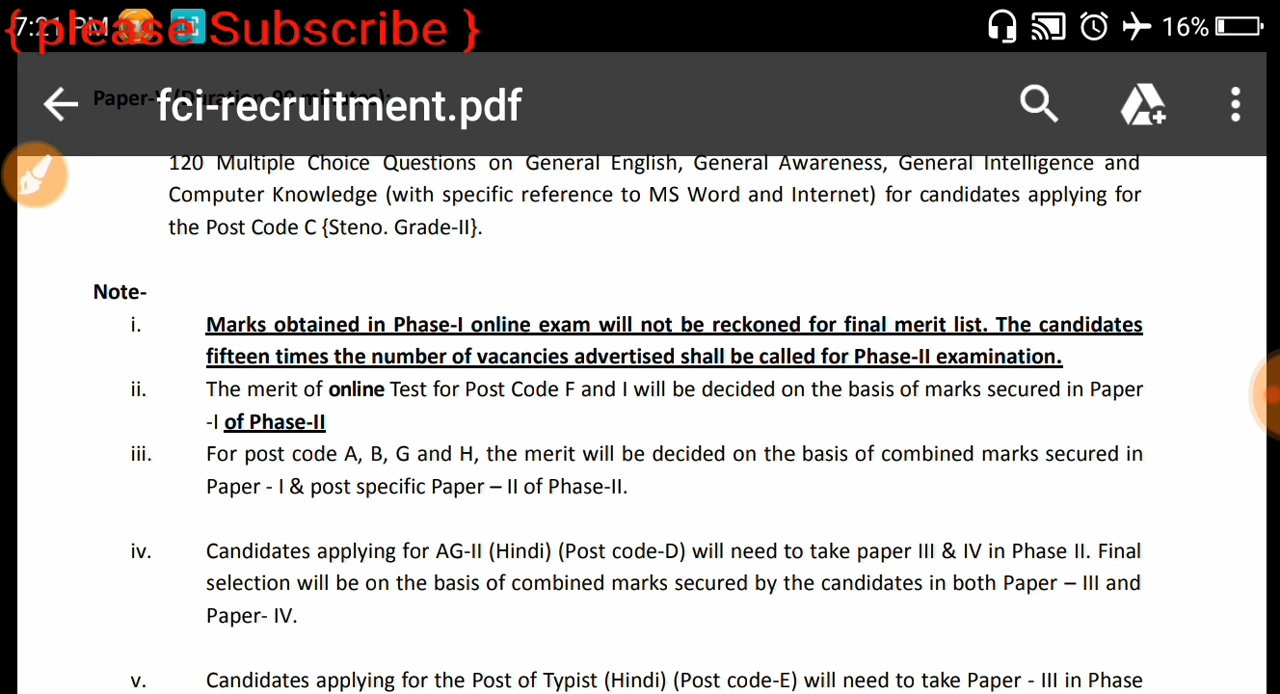 7:21 PM
{ please Subscribe }
16%
Paper-V (Duration 90 minutes):
fci-recruitment.pdf
120 Multiple Choice Questions on General English, General Awareness, General Intelligence and
Computer Knowledge (with specific reference to MS Word and Internet) for candidates applying for
the Post Code C {Steno. Grade-II}.
Note-
i. Marks obtained in Phase-I online exam will not be reckoned for final merit list. The candidates
fifteen times the number of vacancies advertised shall be called for Phase-II examination.
ii. The merit of online Test for Post Code F and I will be decided on the basis of marks secured in Paper
-I of Phase-II
iii. For post code A, B, G and H, the merit will be decided on the basis of combined marks secured in
Paper - I & post specific Paper – II of Phase-II.
iv. Candidates applying for AG-II (Hindi) (Post code-D) will need to take paper III & IV in Phase II. Final
selection will be on the basis of combined marks secured by the candidates in both Paper – III and
Paper- IV.
v. Candidates applying for the Post of Typist (Hindi) (Post code-E) will need to take Paper - III in Phase